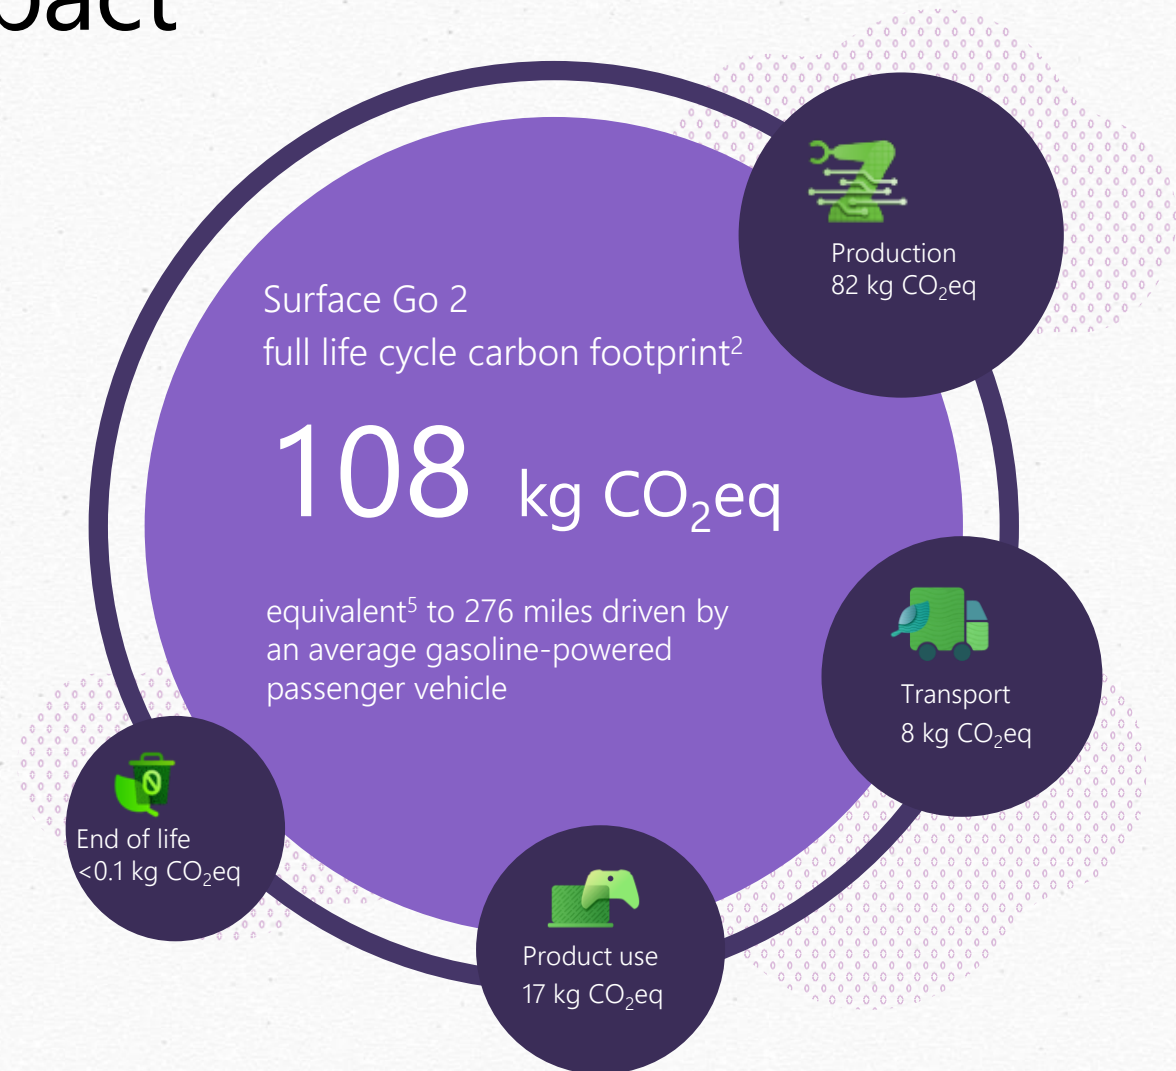 Surface Go 2
full life cycle carbon footprint²
108 kg CO₂eq
equivalent⁵ to 276 miles driven by
an average gasoline-powered
passenger vehicle
Production
82 kg CO₂eq
Transport
8 kg CO₂eq
Product use
17 kg CO₂eq
End of life
<0.1 kg CO₂eq